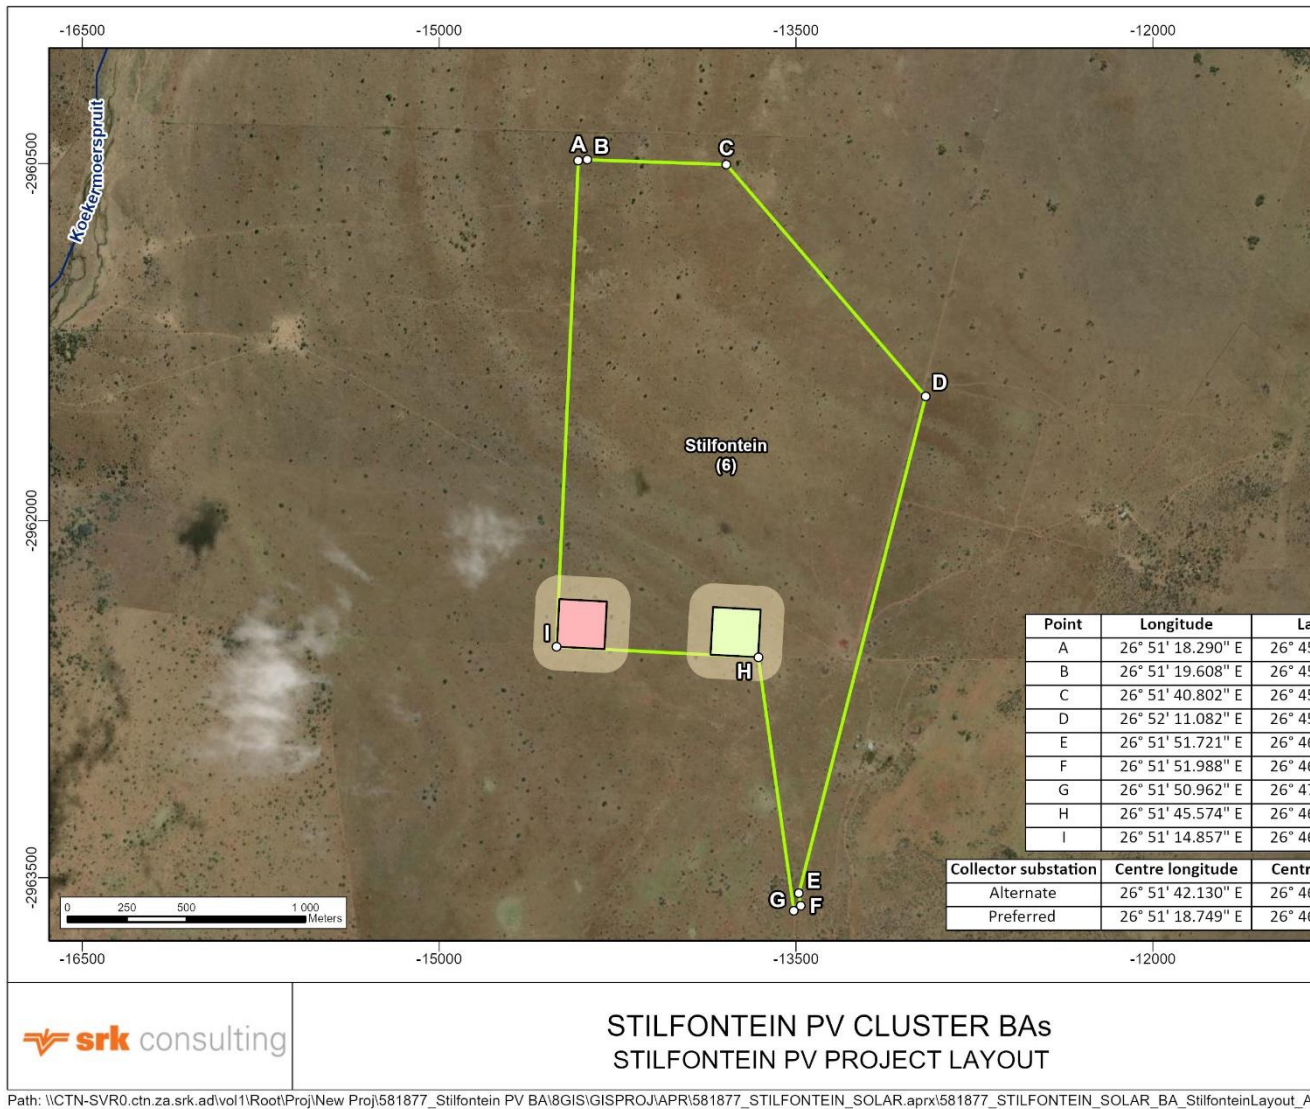 -16500 -15000 -13500 -12000
Koekermoerspruit
-2960500
A B C
D
Stilfontein
(6)
-2962000
I
H
Point Longitude
A 26° 51' 18.290" E
B 26° 51' 19.608" E
C 26° 51' 40.802" E
D 26° 52' 11.082" E
E 26° 51' 51.721" E
F 26° 51' 51.988" E
G 26° 51' 50.962" E
H 26° 51' 45.574" E
I 26° 51' 14.857" E
Collector substation Centre longitude
Alternate 26° 51' 42.130" E
Preferred 26° 51' 18.749" E
-2963500
E
G F
0 250 500 1 000
Meters
-16500 -15000 -13500 -12000
srk consulting
STILFONTEIN PV CLUSTER BAs
STILFONTEIN PV PROJECT LAYOUT
Path: \\CTN-SVR0.ctn.za.srk.ad\vol1\Root\Proj\New Proj\581877_Stilfontein PV BA\8GIS\GISPROJ\APR\581877_STILFONTEIN_SOLAR.aprx\581877_STILFONTEIN_SOLAR_BA_StilfonteinLayout_A